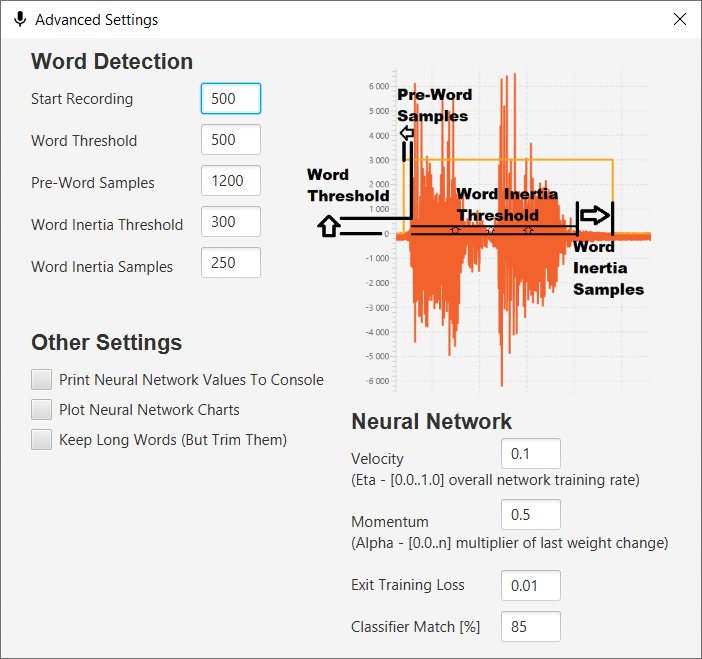 Advanced Settings
Word Detection
Start Recording 500
Word Threshold 500
Pre-Word Samples 1200
Word Inertia Threshold 300
Word Inertia Samples 250
6 000
5 000
4 000
3 000
2 000
1 000
0
-1 000
-2 000
-3 000
-4 000
-5 000
-6 000
Pre-Word
Samples
Word
Threshold
Word Inertia
Threshold
Word
Inertia
Samples
Other Settings
Print Neural Network Values To Console
Plot Neural Network Charts
Keep Long Words (But Trim Them)
Neural Network
Velocity 0.1
(Eta - [0.0..1.0] overall network training rate)
Momentum 0.5
(Alpha - [0.0..n] multiplier of last weight change)
Exit Training Loss 0.01
Classifier Match [%] 85